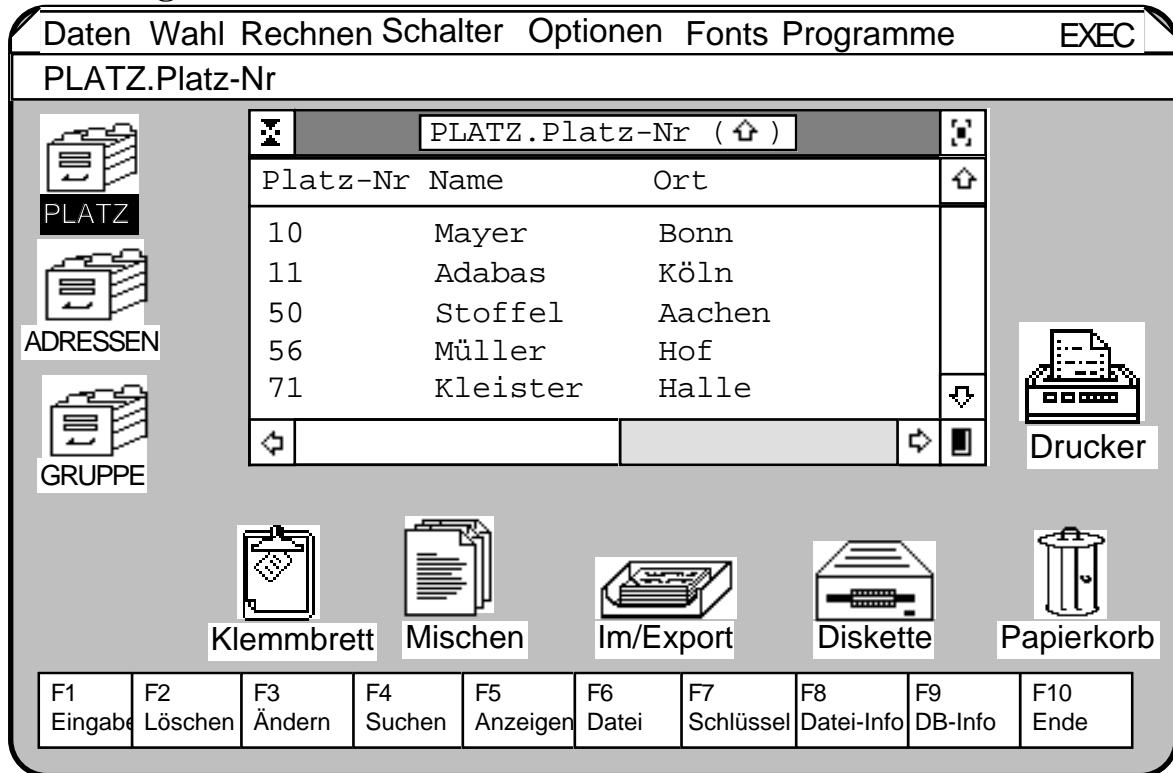 Daten Wahl Rechnen Schalter Optionen Fonts Programme EXEC
PLATZ.Platz-Nr
PLATZ.Platz-Nr (⇧)
Platz-Nr Name Ort
10 Mayer Bonn
11 Adabas Köln
50 Stoffel Aachen
56 Müller Hof
71 Kleister Halle
PLATZ
ADRESSEN
GRUPPE
Drucker
Klemmbrett
Mischen
Im/Export
Diskette
Papierkorb
F1 F2 F3 F4 F5 F6 F7 F8 F9 F10
Eingabe Löschen Ändern Suchen Anzeigen Datei Schlüssel Datei-Info DB-Info Ende